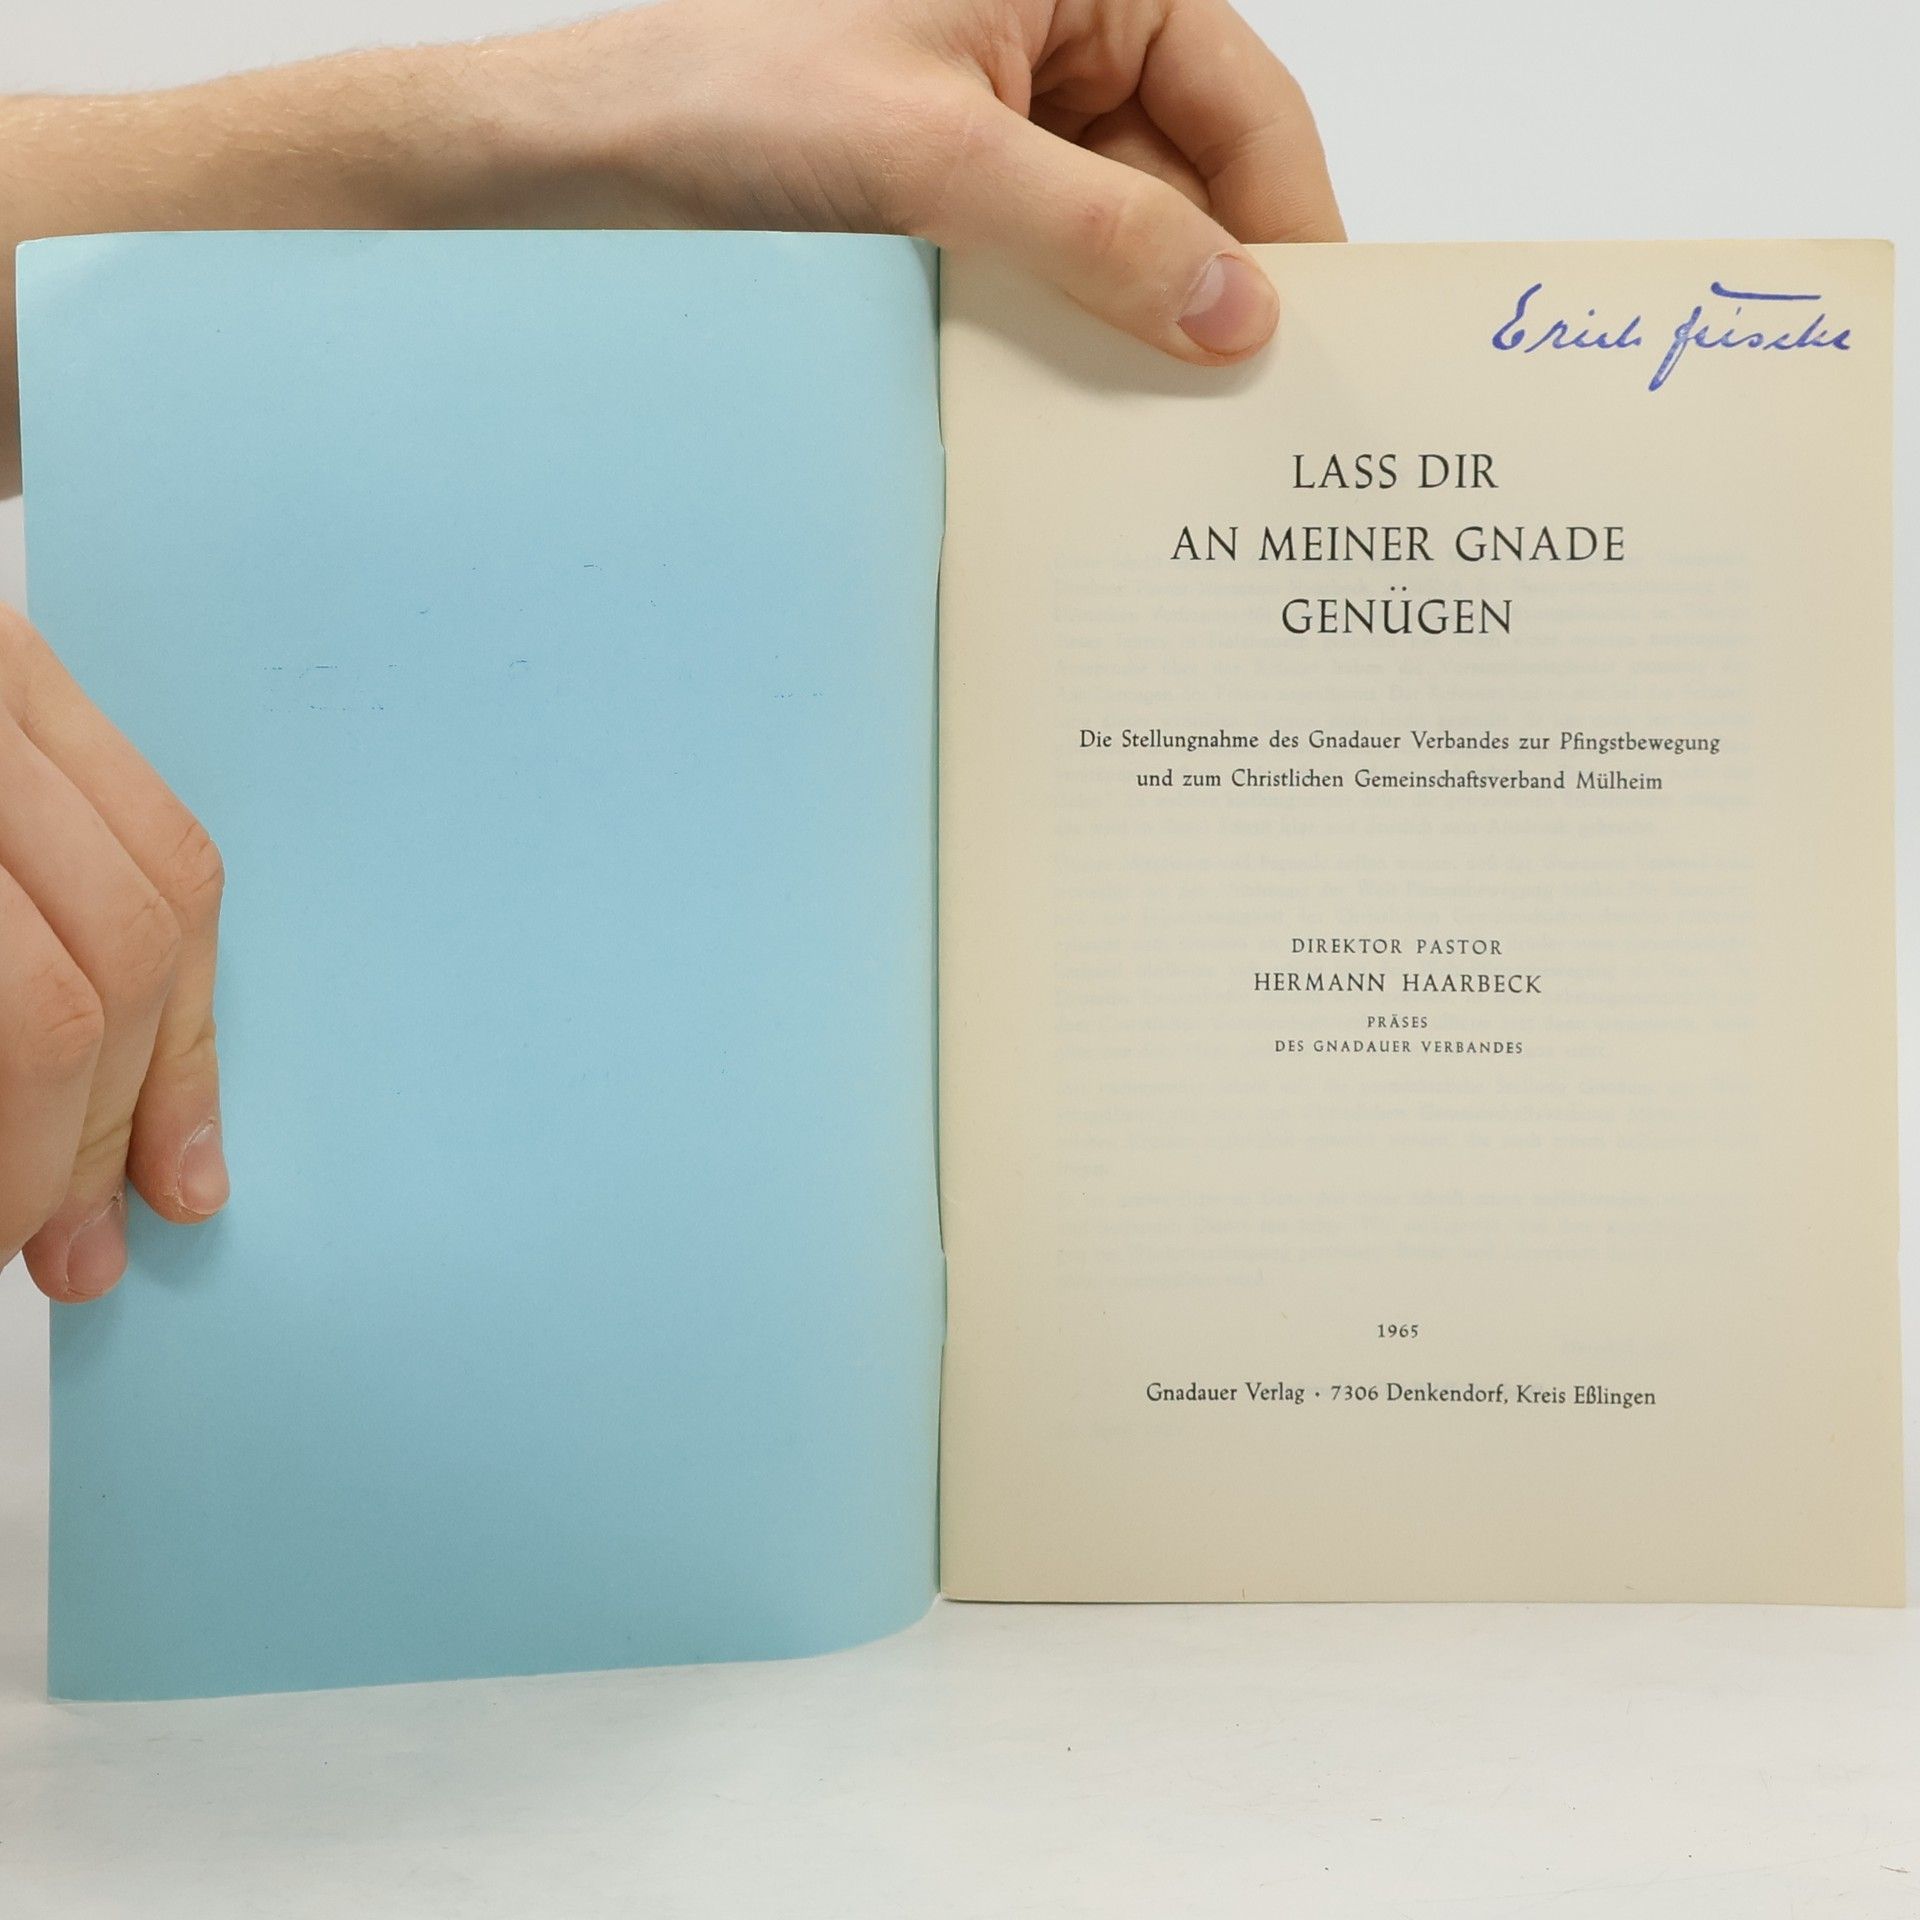 Erich
LASS DIR
AN MEINER GNADE
GENÜGEN
Die Stellungnahme des Gnadauer Verbandes zur Pfingstbewegung
und zum Christlichen Gemeinschaftsverband Mülheim
DIREKTOR PASTOR
HERMANN HAARBECK
PRÄSES
DES GNADAUER VERBANDES
1965
Gnadauer Verlag · 7306 Denkendorf, Kreis Eßlingen